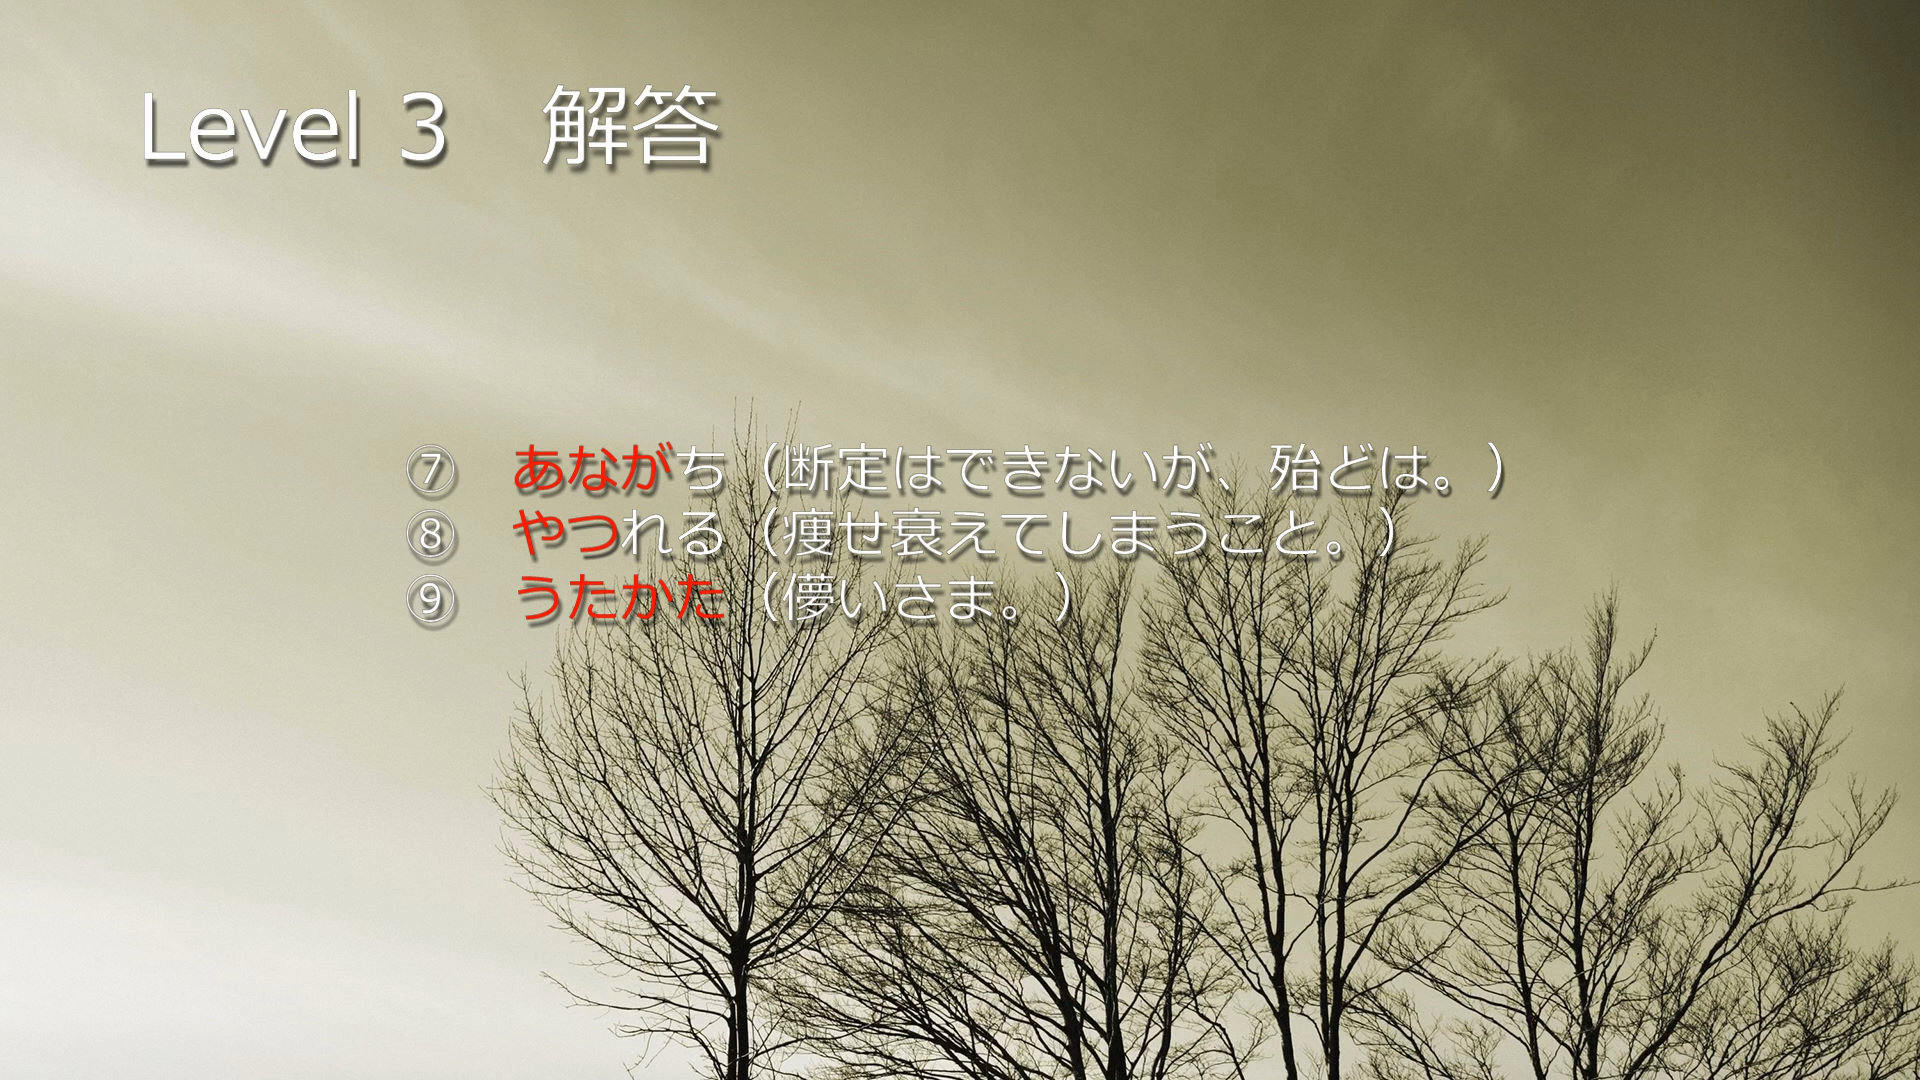 Level 3　解答
⑦　あながち（断定はできないが、殆どは。）
⑧　やつれる（痩せ衰えてしまうこと。）
⑨　うたかた（儚いさま。）